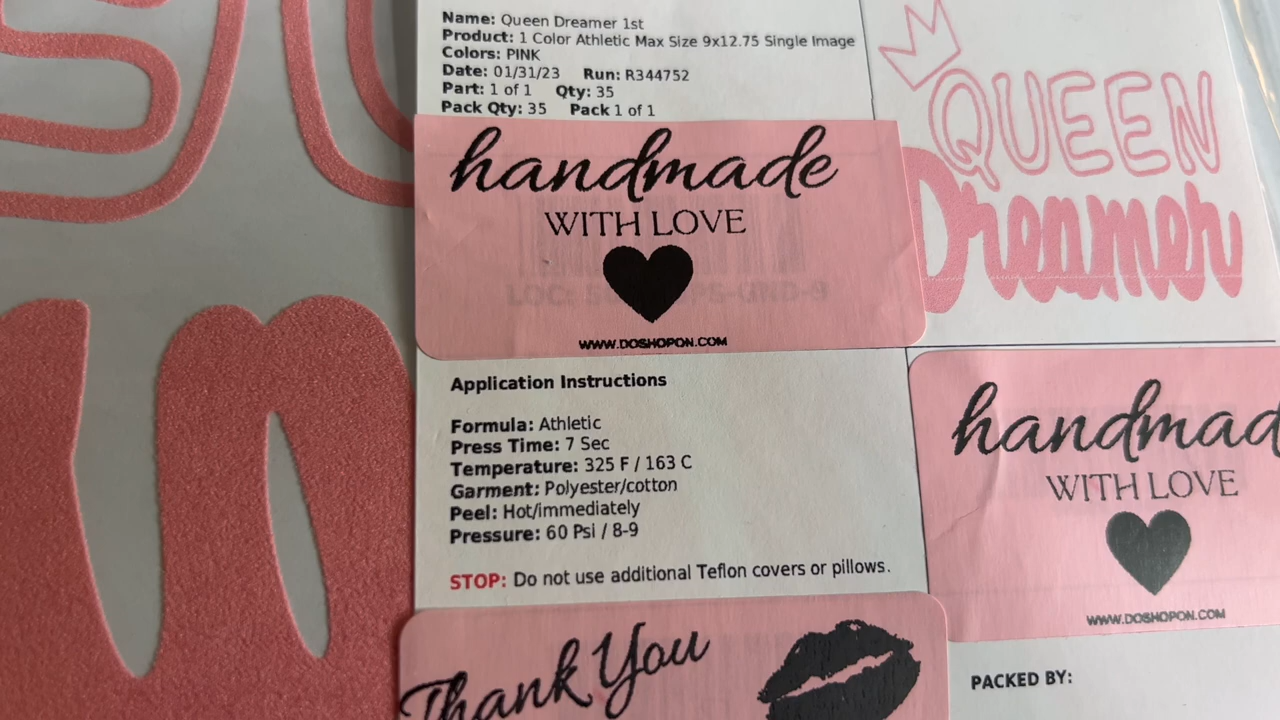 Name: Queen Dreamer 1st
Product: 1 Color Athletic Max Size 9x12.75 Single Image
Colors: PINK
Date: 01/31/23 Run: R344752
Part: 1 of 1 Qty: 35
Pack Qty: 35 Pack 1 of 1
handmade
WITH LOVE
WWW.DOSHOPON.COM
QUEEN
Dreamer
Application Instructions
Formula: Athletic
Press Time: 7 Sec
Temperature: 325 F / 163 C
Garment: Polyester/cotton
Peel: Hot/immediately
Pressure: 60 Psi / 8-9
STOP: Do not use additional Teflon covers or pillows.
handmad
WITH LOVE
WWW.DOSHOPON.COM
Thank You
PACKED BY: